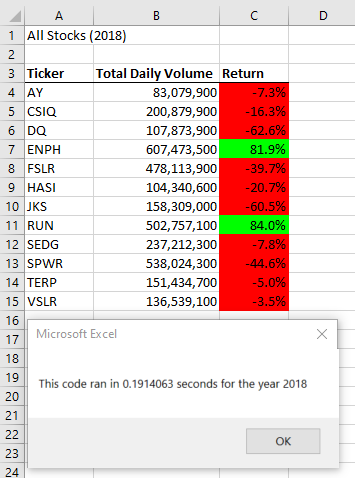 A B C D
1 All Stocks (2018)
2
3 Ticker Total Daily Volume Return
4 AY 83,079,900 -7.3%
5 CSIQ 200,879,900 -16.3%
6 DQ 107,873,900 -62.6%
7 ENPH 607,473,500 81.9%
8 FSLR 478,113,900 -39.7%
9 HASI 104,340,600 -20.7%
10 JKS 158,309,000 -60.5%
11 RUN 502,757,100 84.0%
12 SEDG 237,212,300 -7.8%
13 SPWR 538,024,300 -44.6%
14 TERP 151,434,700 -5.0%
15 VSLR 136,539,100 -3.5%
16
17 Microsoft Excel
18
19 This code ran in 0.1914063 seconds for the year 2018
20
21
22 OK
23
24